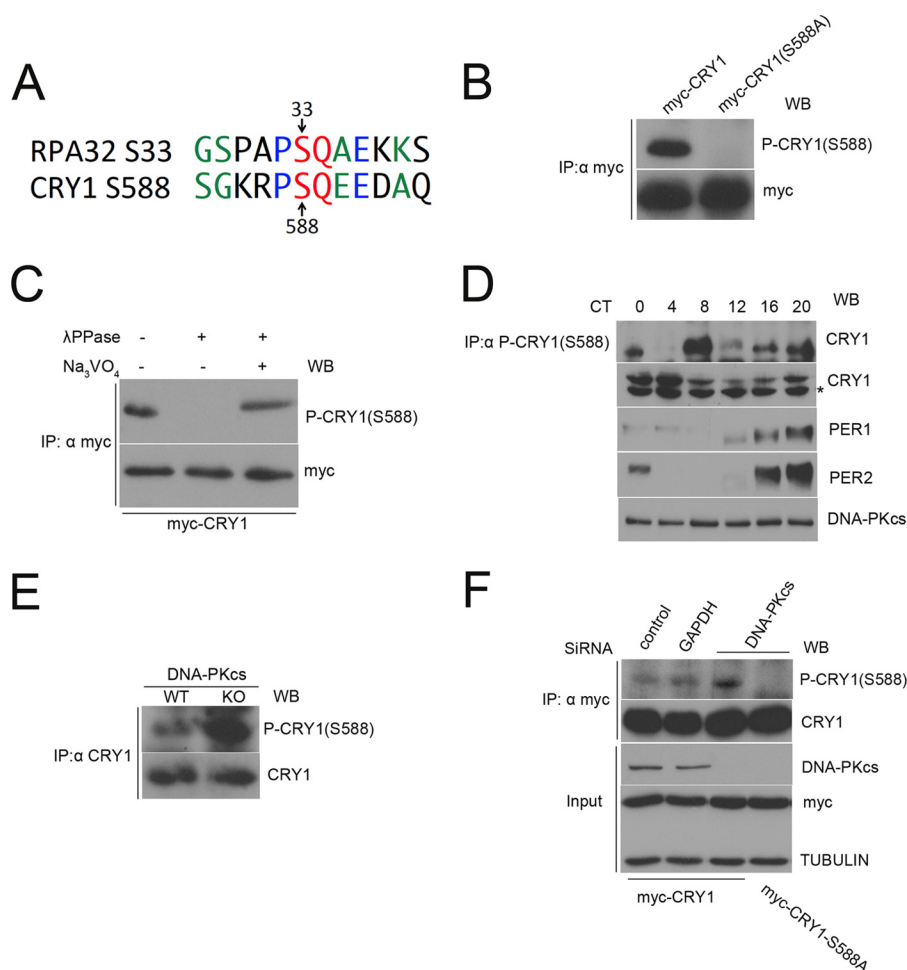 A
33
RPA32 S33 GSPAPSQAEKKS
CRY1 S588 SGKRPSQEEDAQ
588
B
myc-CRY1
myc-CRY1(S588A)
WB
IP:α myc
P-CRY1(S588)
myc
C
λPPase - + +
Na₃VO₄ - - + WB
IP: α myc
P-CRY1(S588)
myc
myc-CRY1
D
CT 0 4 8 12 16 20 WB
IP:α P-CRY1(S588) CRY1
CRY1
*
PER1
PER2
DNA-PKcs
E
DNA-PKcs
WT KO WB
IP:α CRY1
P-CRY1(S588)
CRY1
F
SiRNA control GAPDH DNA-PKcs WB
IP: α myc
P-CRY1(S588)
CRY1
Input
DNA-PKcs
myc
TUBULIN
myc-CRY1
myc-CRY1-S588A